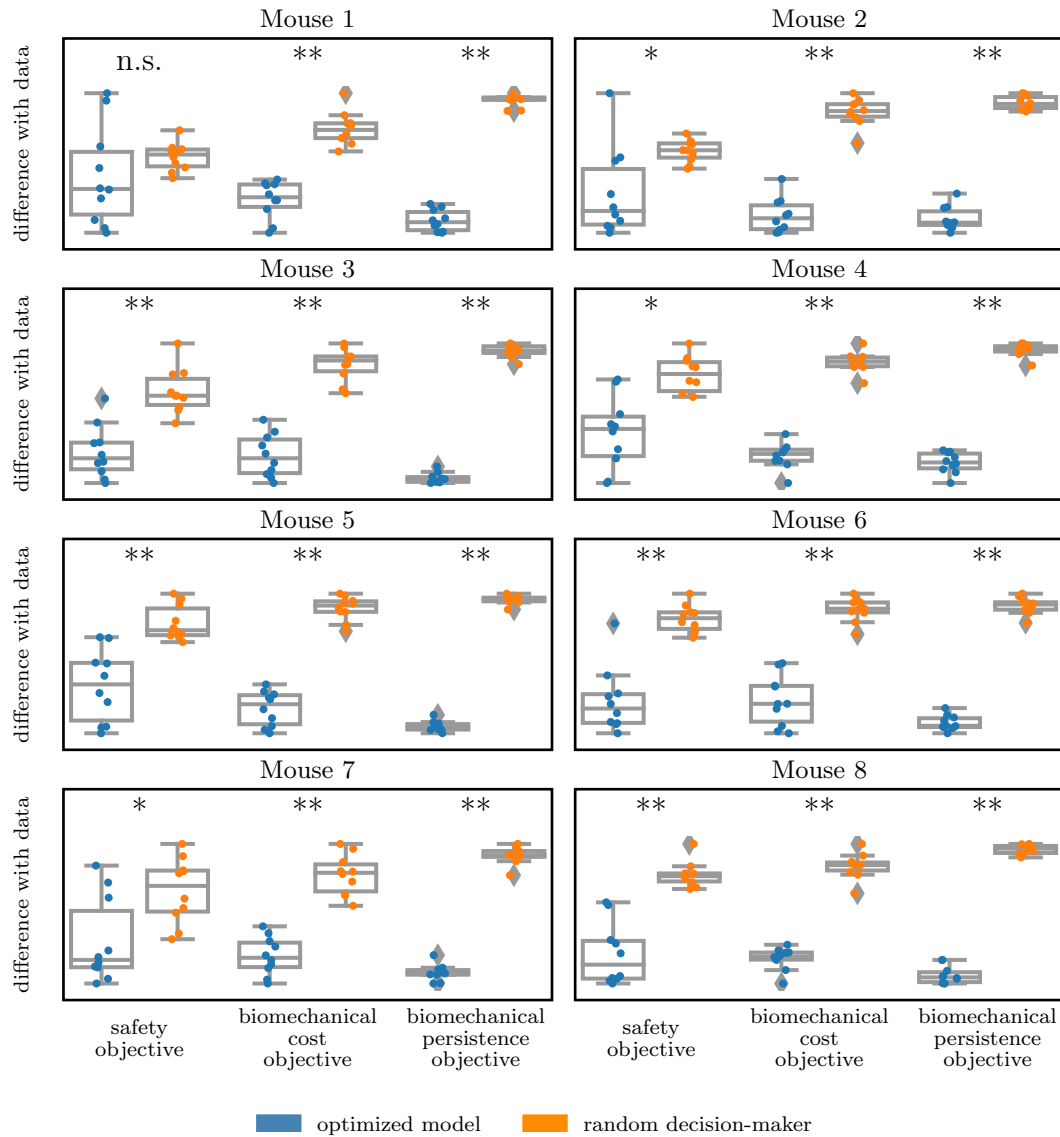 Mouse 1 Mouse 2
difference with data
n.s. ** ** * ** **
Mouse 3 Mouse 4
difference with data
** ** ** * ** **
Mouse 5 Mouse 6
difference with data
** ** ** ** ** **
Mouse 7 Mouse 8
difference with data
* ** ** ** ** **
safety
objective
biomechanical
cost
objective
biomechanical
persistence
objective
safety
objective
biomechanical
cost
objective
biomechanical
persistence
objective
optimized model random decision-maker